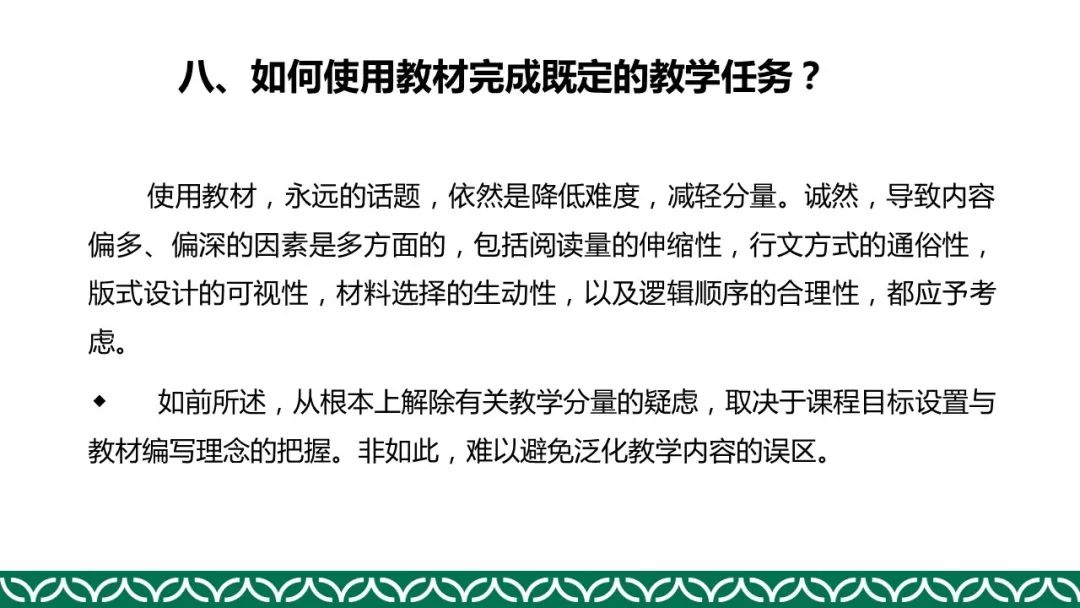 八、如何使用教材完成既定的教学任务？
使用教材，永远的话题，依然是降低难度，减轻分量。诚然，导致内容
偏多、偏深的因素是多方面的，包括阅读量的伸缩性，行文方式的通俗性，
版式设计的可视性，材料选择的生动性，以及逻辑顺序的合理性，都应予考
虑。
◆ 如前所述，从根本上解除有关教学分量的疑虑，取决于课程目标设置与
教材编写理念的把握。非如此，难以避免泛化教学内容的误区。